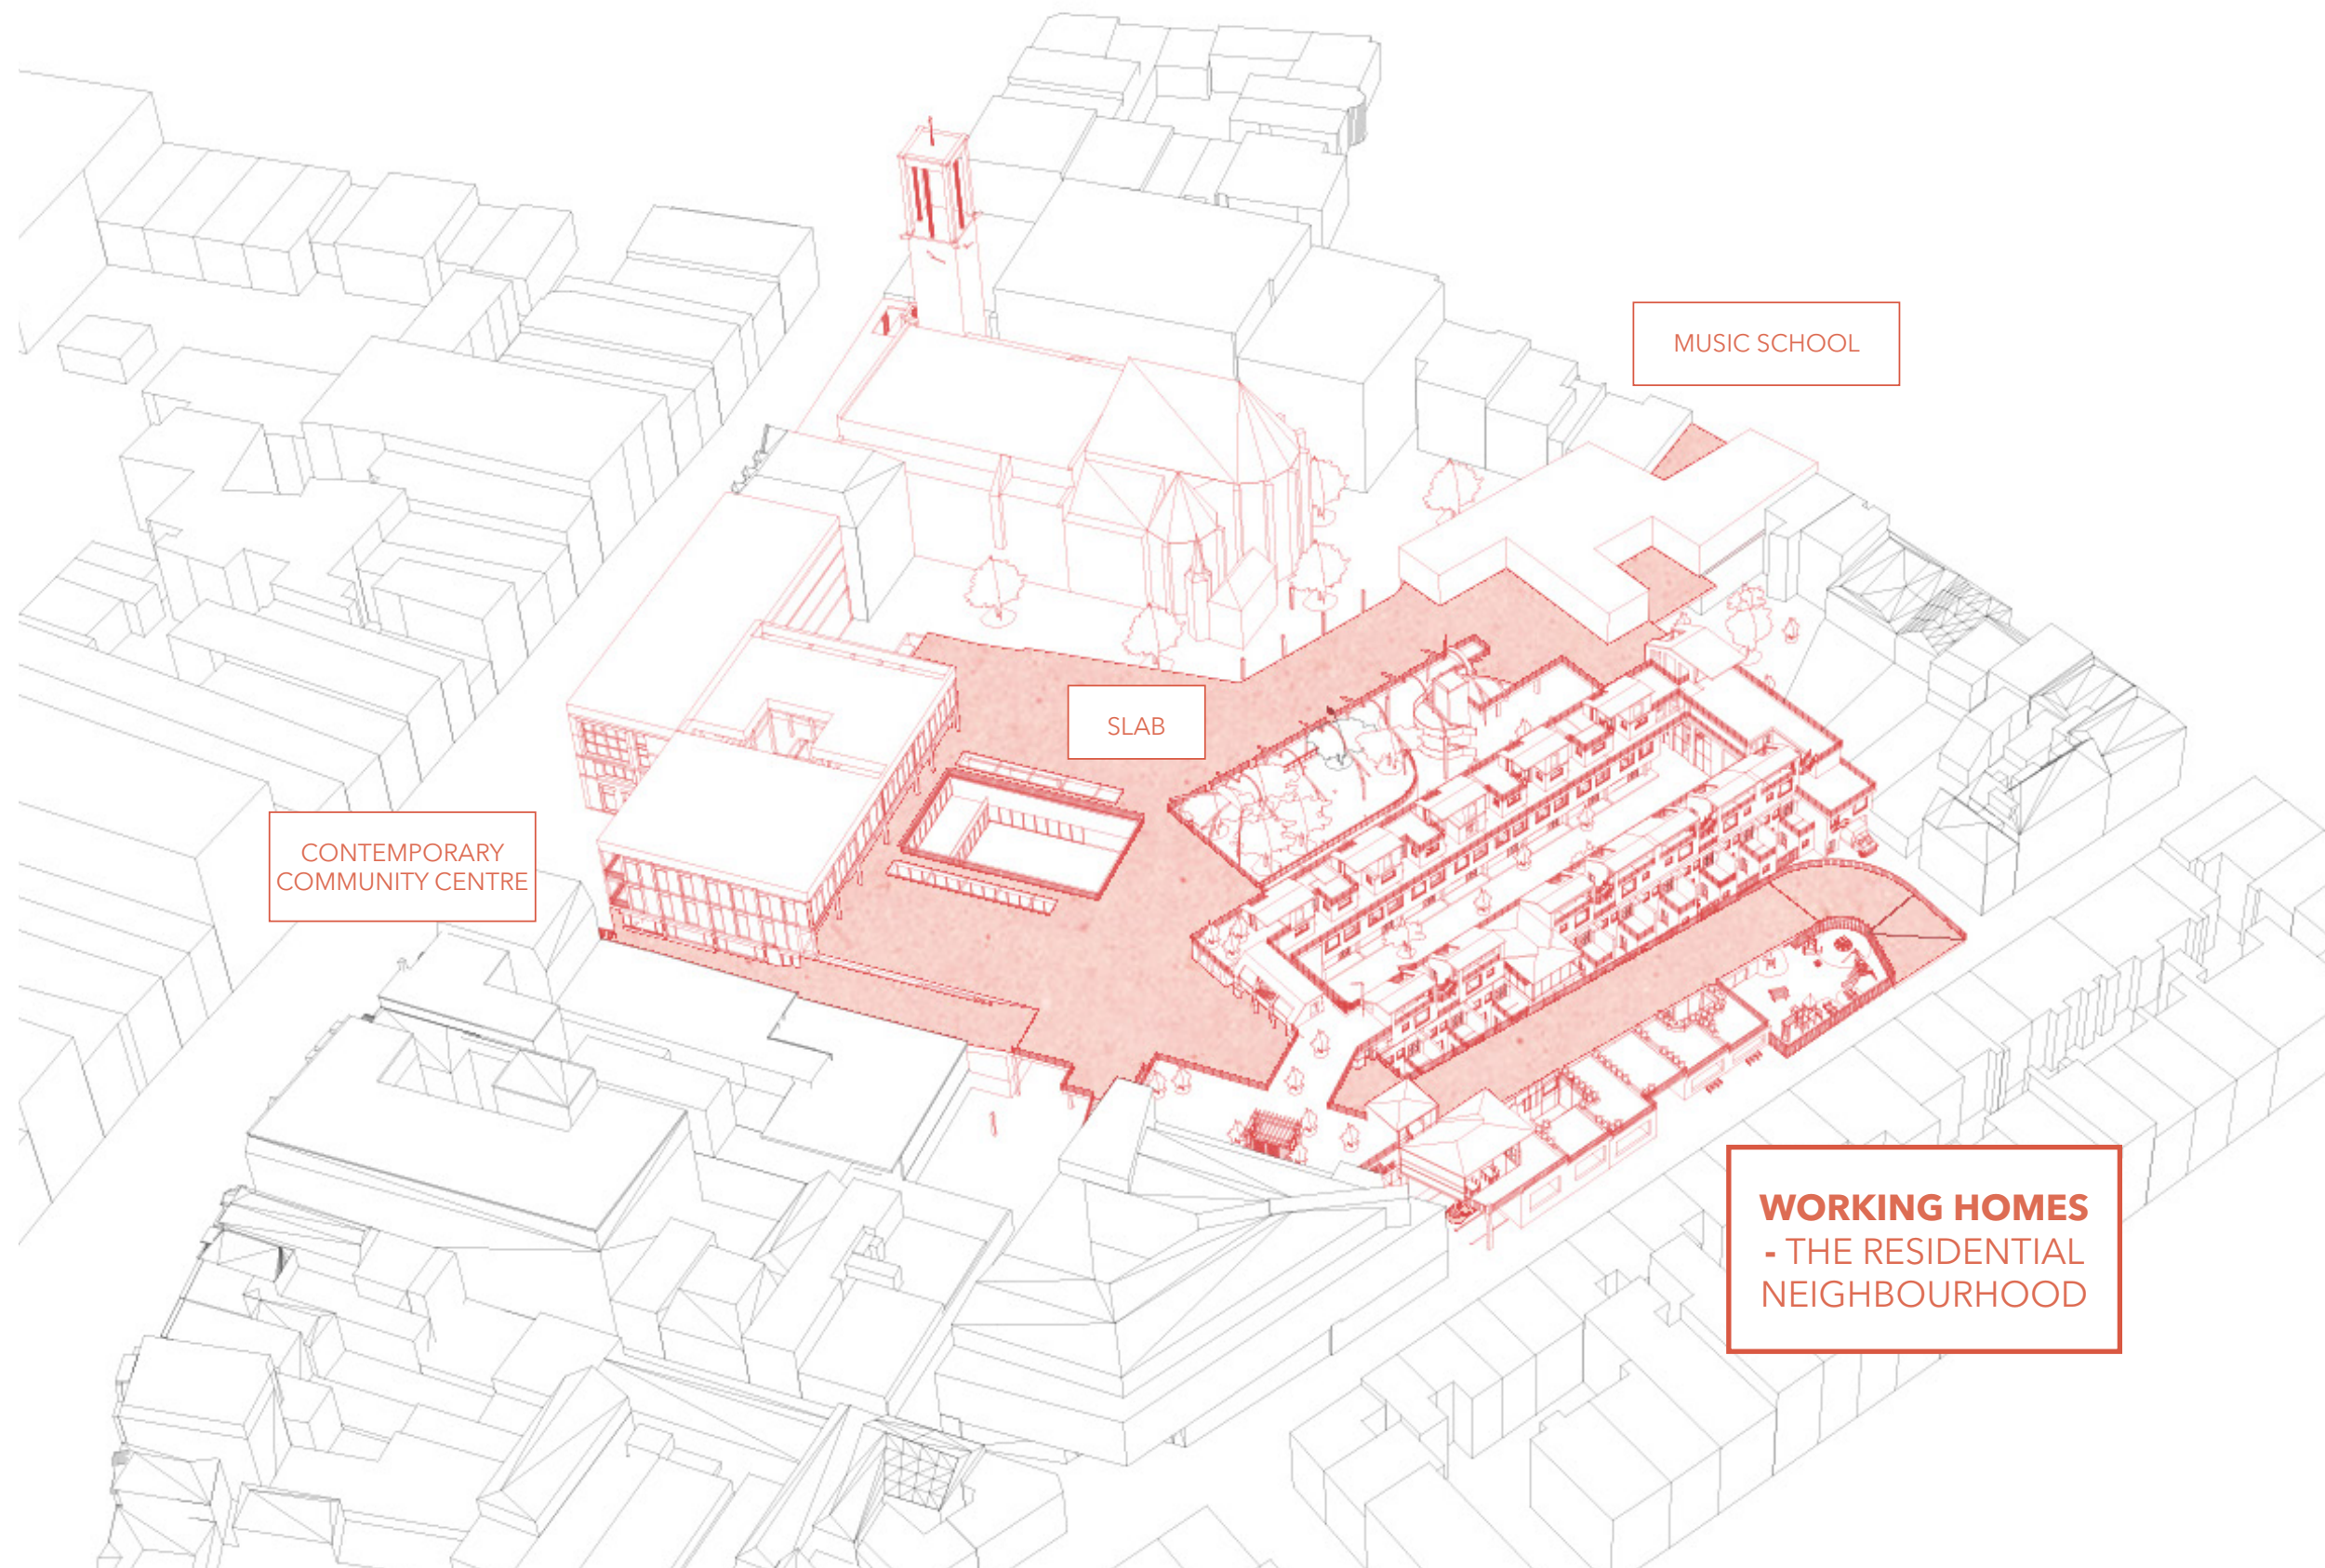 MUSIC SCHOOL
SLAB
CONTEMPORARY
COMMUNITY CENTRE
WORKING HOMES
- THE RESIDENTIAL
NEIGHBOURHOOD